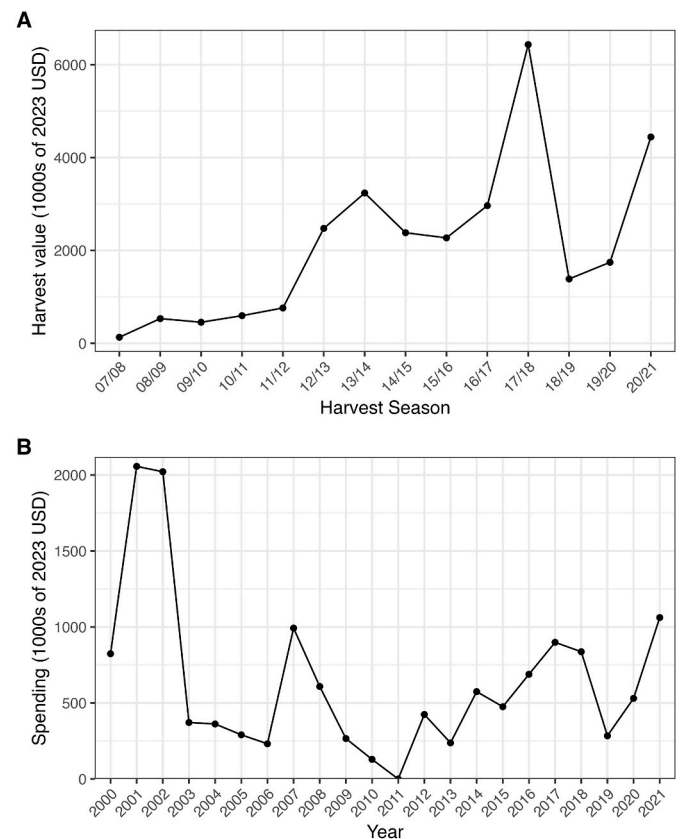 A
Harvest value (1000s of 2023 USD)
6000
4000
2000
0
07/08 08/09 09/10 10/11 11/12 12/13 13/14 14/15 15/16 16/17 17/18 18/19 19/20 20/21
Harvest Season
B
Spending (1000s of 2023 USD)
2000
1500
1000
500
0
2000 2001 2002 2003 2004 2005 2006 2007 2008 2009 2010 2011 2012 2013 2014 2015 2016 2017 2018 2019 2020 2021
Year